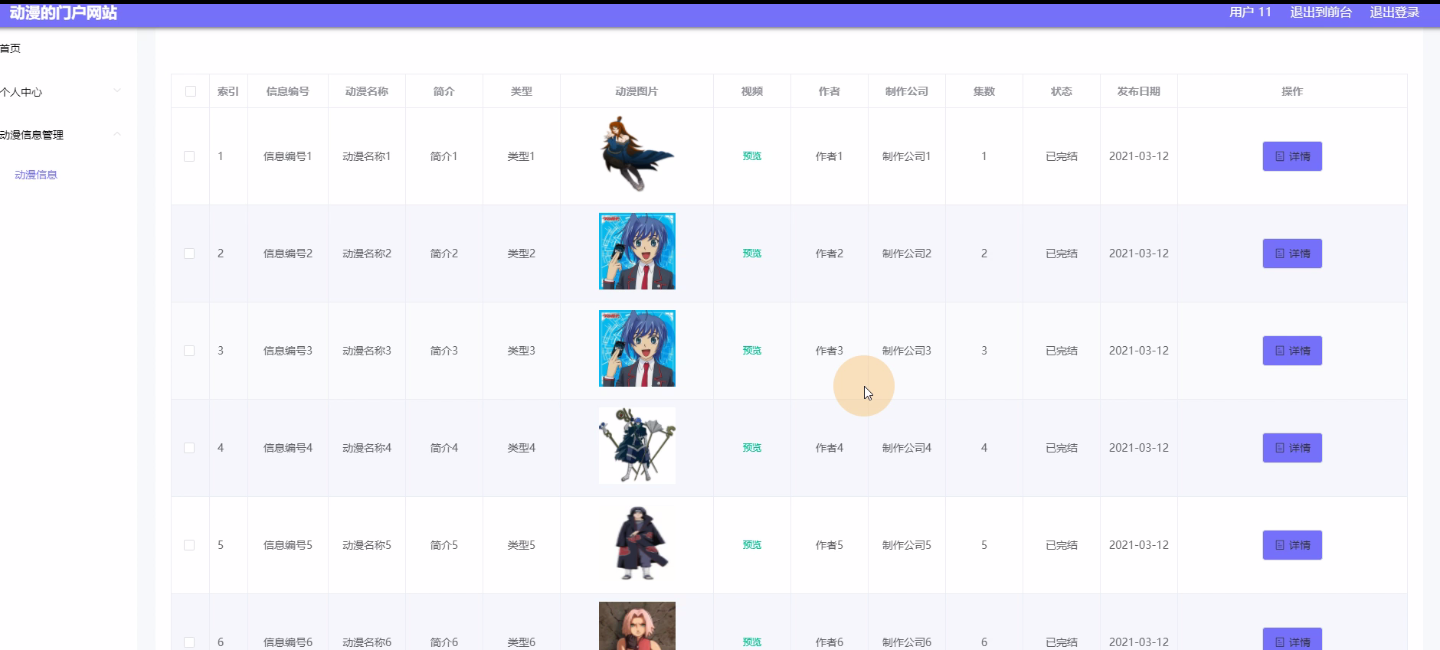 动漫的门户网站 用户 11 退出到前台 退出登录
首页
个人中心
动漫信息管理
动漫信息
索引 信息编号 动漫名称 简介 类型 动漫图片 视频 作者 制作公司 集数 状态 发布日期 操作
1 信息编号1 动漫名称1 简介1 类型1 预览 作者1 制作公司1 1 已完结 2021-03-12 详情
2 信息编号2 动漫名称2 简介2 类型2 预览 作者2 制作公司2 2 已完结 2021-03-12 详情
3 信息编号3 动漫名称3 简介3 类型3 预览 作者3 制作公司3 3 已完结 2021-03-12 详情
4 信息编号4 动漫名称4 简介4 类型4 预览 作者4 制作公司4 4 已完结 2021-03-12 详情
5 信息编号5 动漫名称5 简介5 类型5 预览 作者5 制作公司5 5 已完结 2021-03-12 详情
6 信息编号6 动漫名称6 简介6 类型6 预览 作者6 制作公司6 6 已完结 2021-03-12 详情